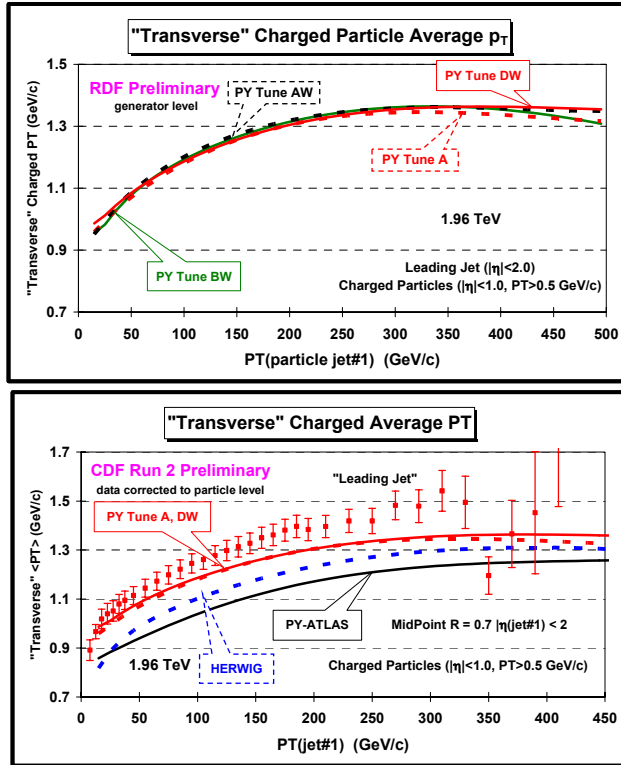 "Transverse" Charged Particle Average pT
"Transverse" Charged PT (GeV/c)
1.5
1.3
1.1
0.9
0.7
RDF Preliminary
generator level
PY Tune AW
PY Tune DW
PY Tune A
PY Tune BW
1.96 TeV
Leading Jet (|η|<2.0)
Charged Particles (|η|<1.0, PT>0.5 GeV/c)
0 50 100 150 200 250 300 350 400 450 500
PT(particle jet#1) (GeV/c)
"Transverse" Charged Average PT
"Transverse" <PT> (GeV/c)
1.7
1.5
1.3
1.1
0.9
0.7
CDF Run 2 Preliminary
data corrected to particle level
"Leading Jet"
PY Tune A, DW
PY-ATLAS
MidPoint R = 0.7 |η(jet#1) < 2
HERWIG
1.96 TeV
Charged Particles (|η|<1.0, PT>0.5 GeV/c)
0 50 100 150 200 250 300 350 400 450
PT(jet#1) (GeV/c)